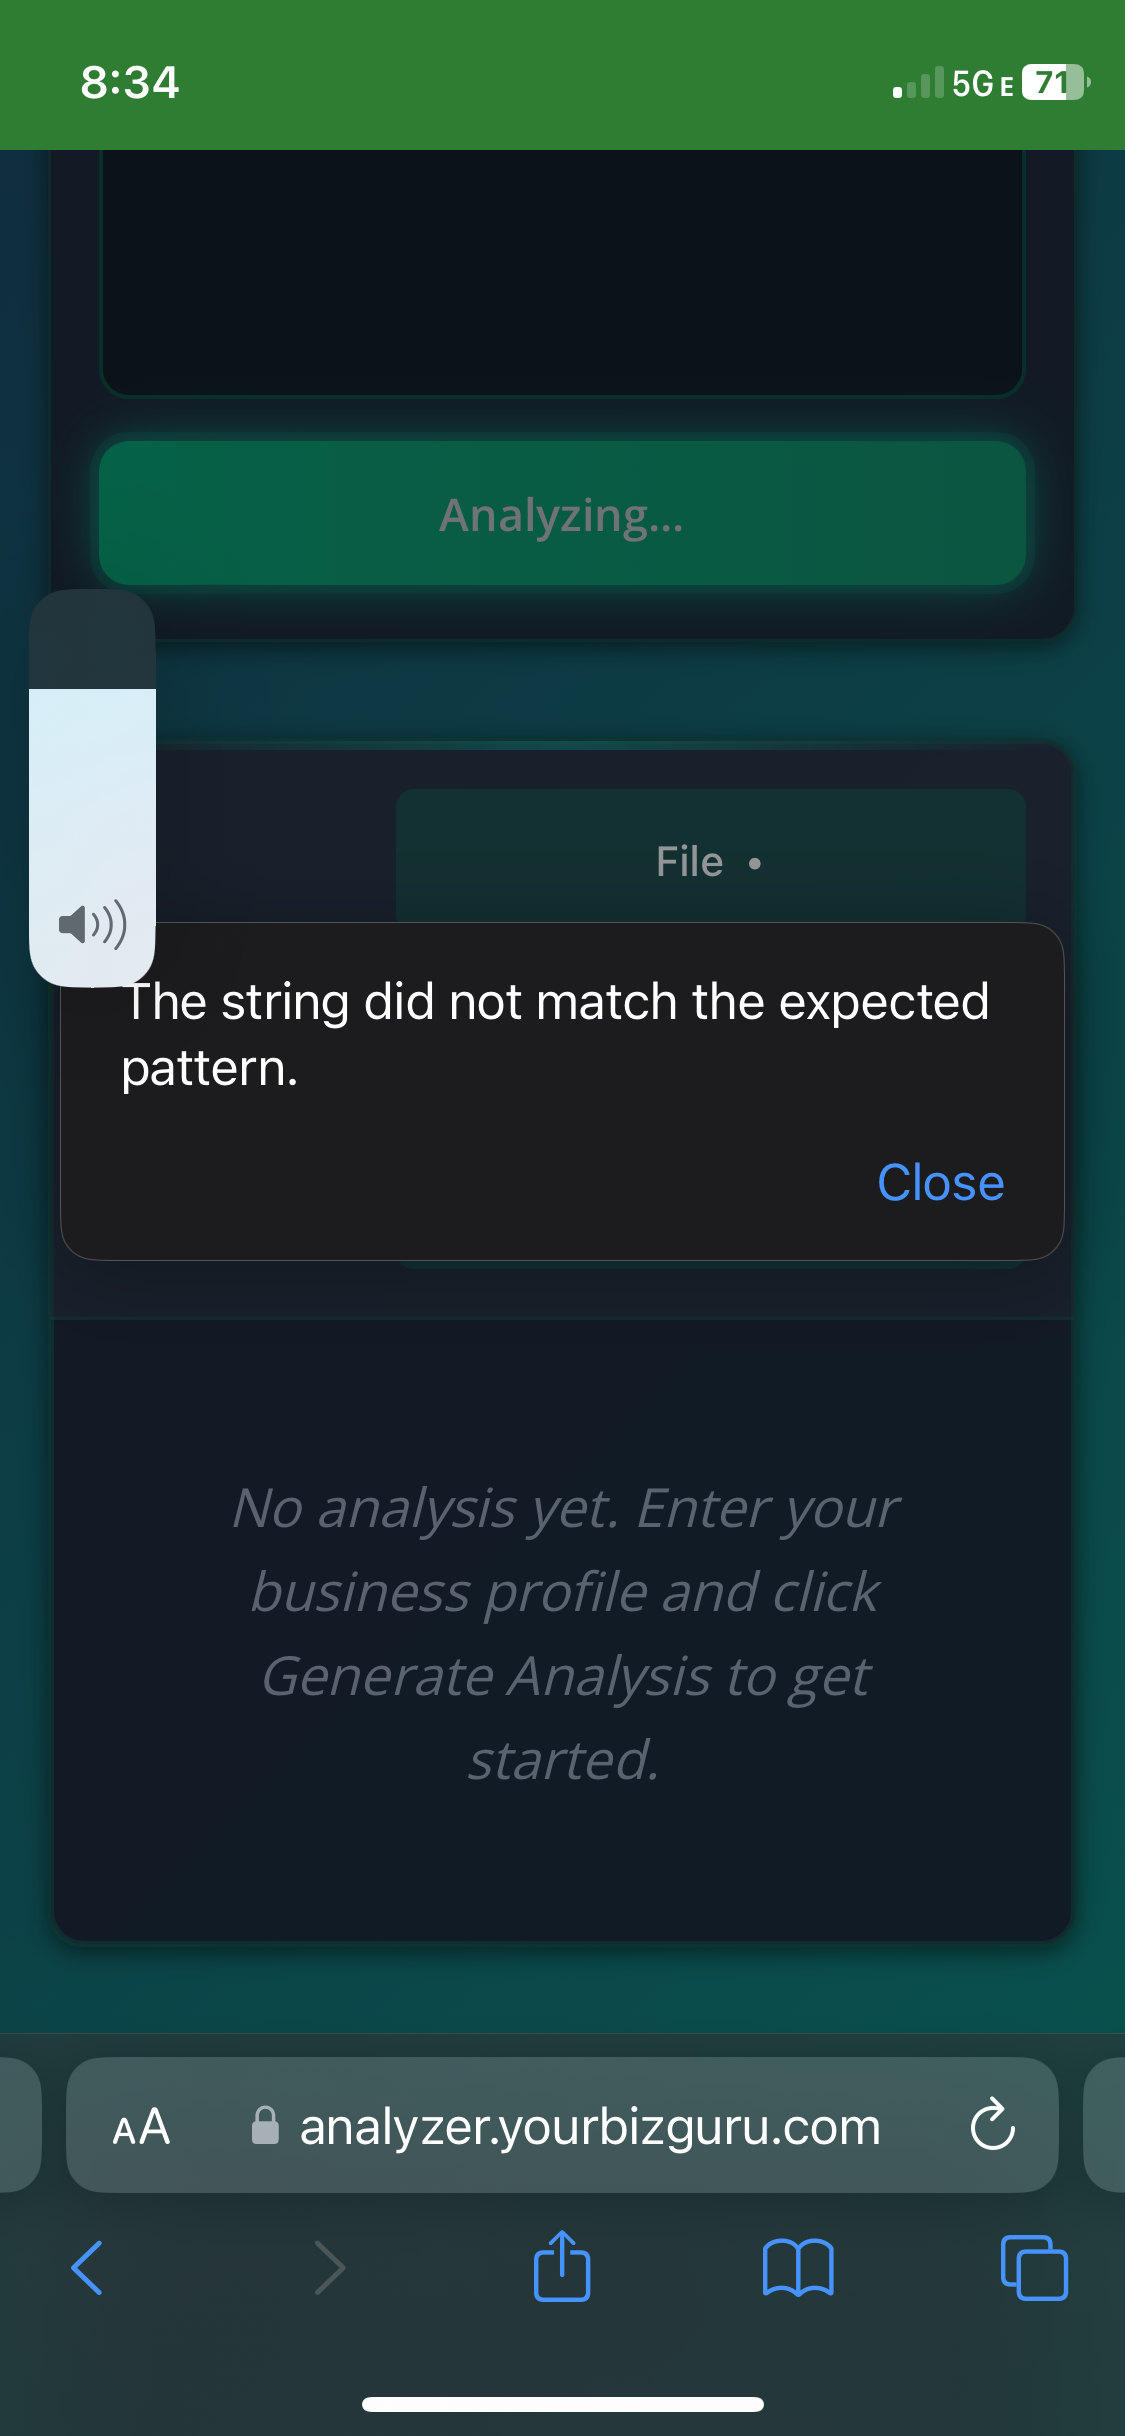 8:34
5G E 71
Analyzing...
File •
The string did not match the expected
pattern.
Close
No analysis yet. Enter your
business profile and click
Generate Analysis to get
started.
AA analyzer.yourbizguru.com